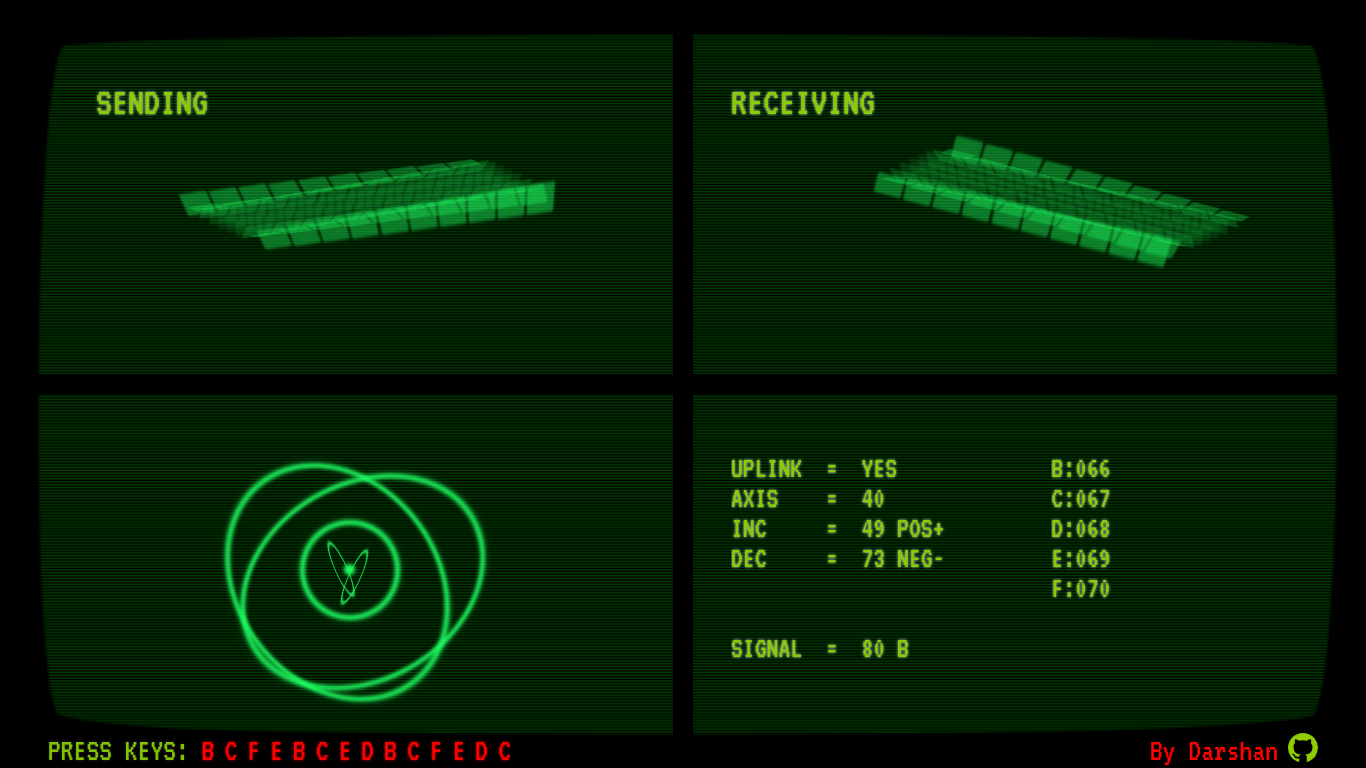 SENDING
RECEIVING
UPLINK = YES B:066
AXIS = 40 C:067
INC = 49 POS+ D:068
DEC = 73 NEG- E:069
F:070
SIGNAL = 80 B
PRESS KEYS: B C F E B C E D B C F E D C
By Darshan